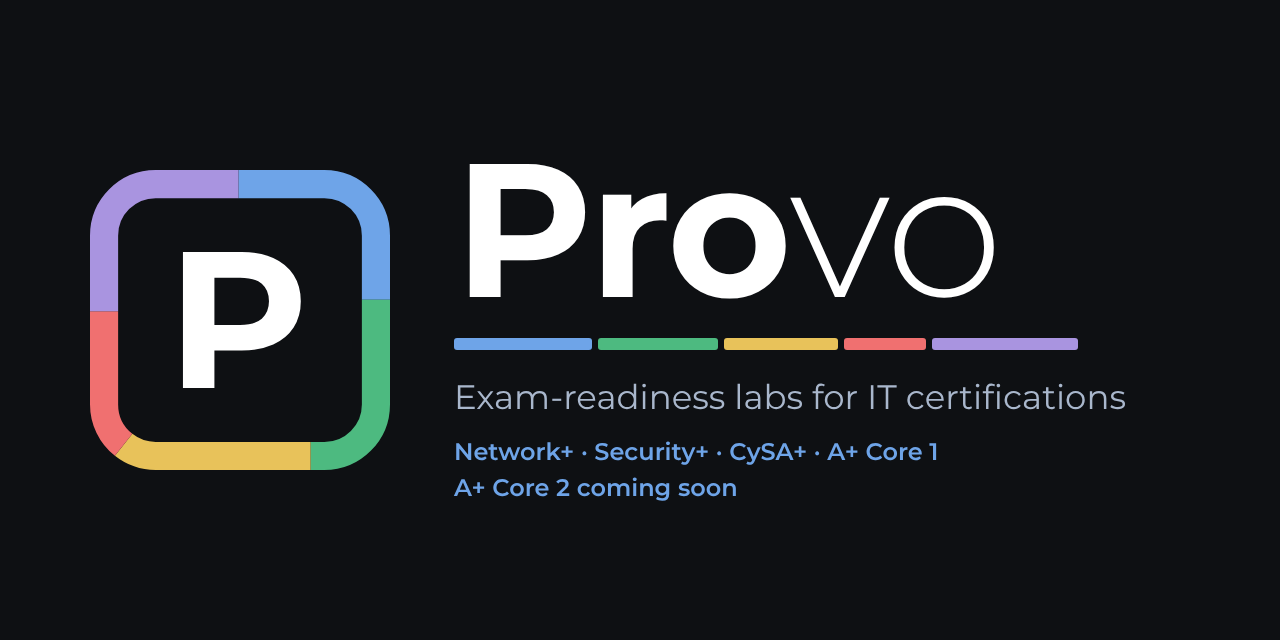 P
Provo
Exam-readiness labs for IT certifications
Network+ · Security+ · CySA+ · A+ Core 1
A+ Core 2 coming soon